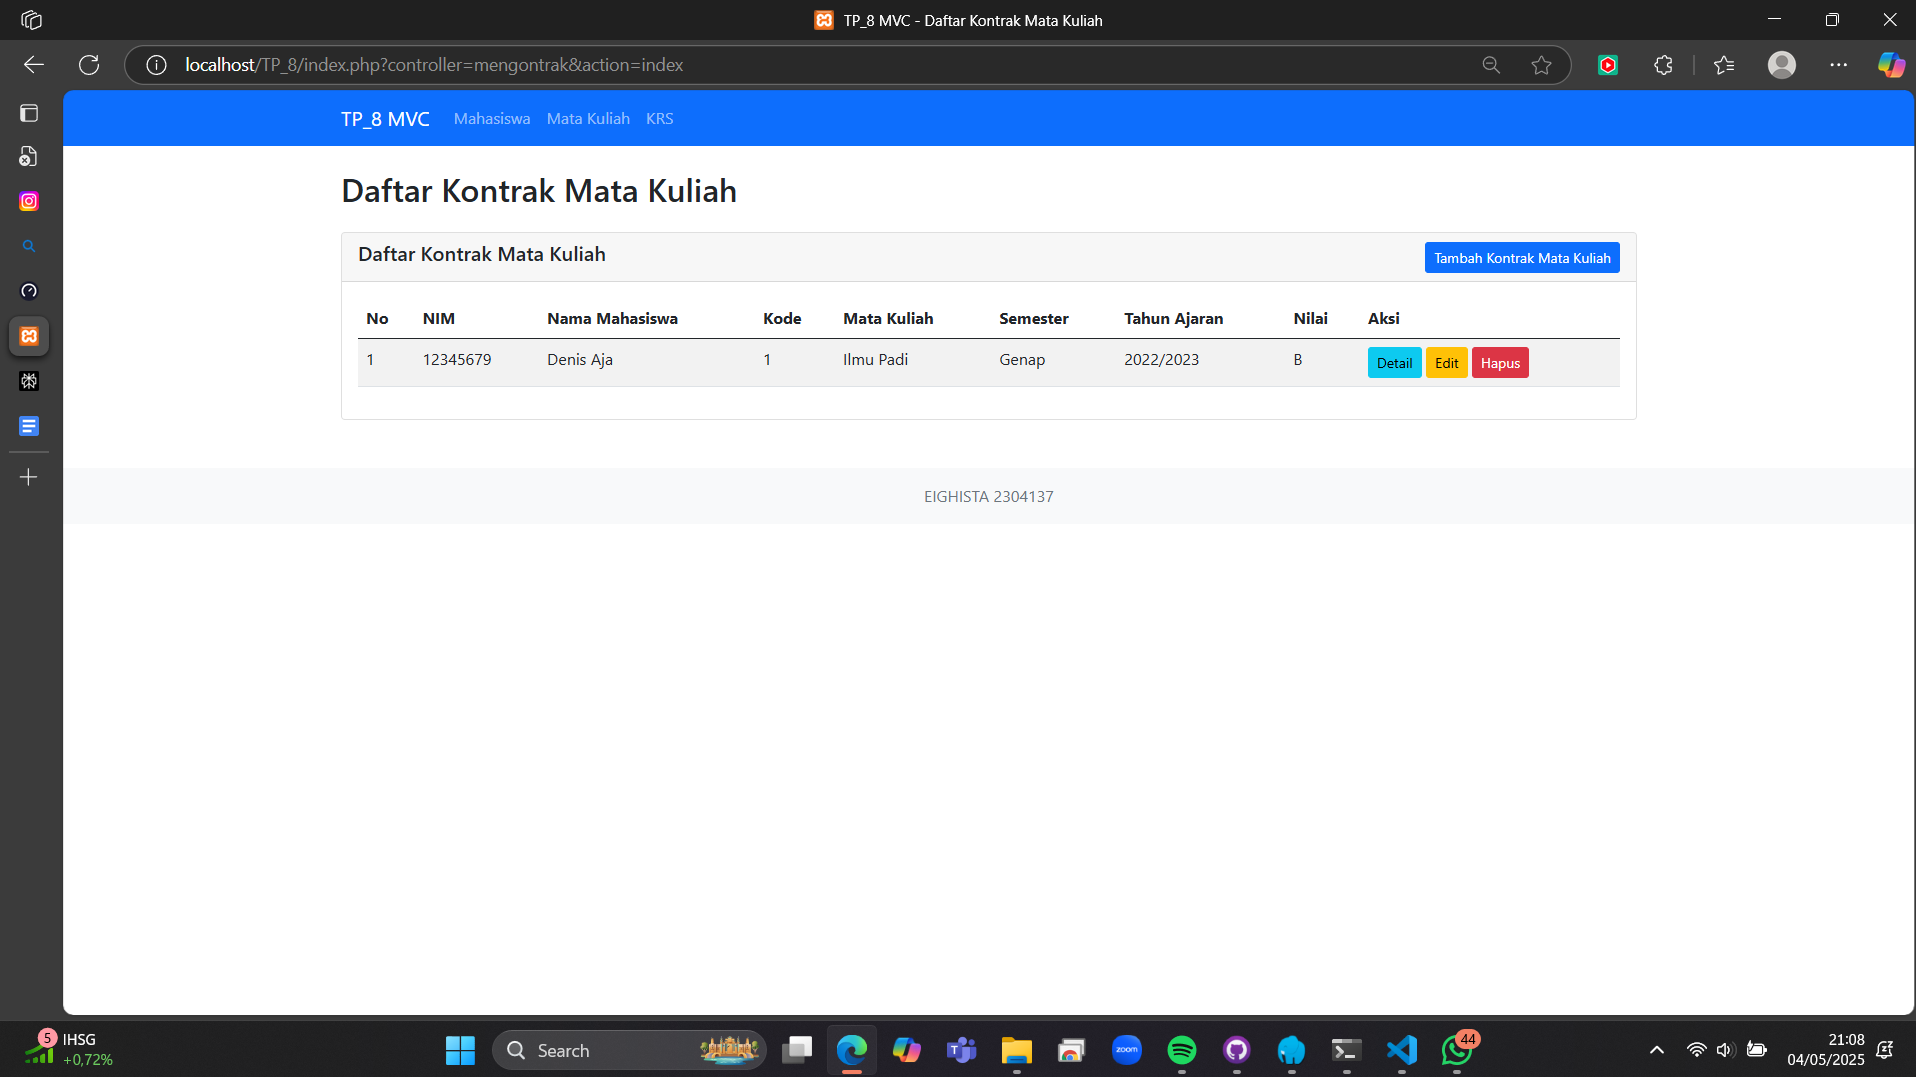 TP_8 MVC - Daftar Kontrak Mata Kuliah
localhost/TP_8/index.php?controller=mengontrak&action=index
TP_8 MVC Mahasiswa Mata Kuliah KRS
Daftar Kontrak Mata Kuliah
Daftar Kontrak Mata Kuliah Tambah Kontrak Mata Kuliah
No NIM Nama Mahasiswa Kode Mata Kuliah Semester Tahun Ajaran Nilai Aksi
1 12345679 Denis Aja 1 Ilmu Padi Genap 2022/2023 B Detail Edit Hapus
EIGHISTA 2304137
5 IHSG
+0,72%
Search
zoom
44
21:08
04/05/2025